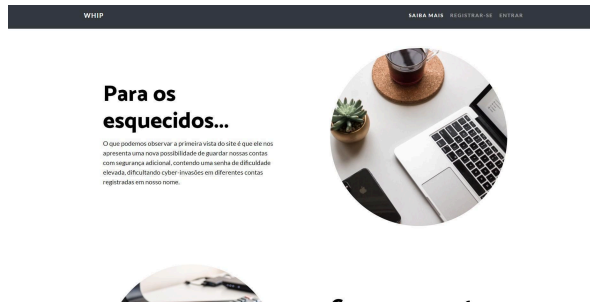 WHIP
SAIBA MAIS REGISTRAR-SE ENTRAR
Para os
esquecidos...
O que podemos observar a primeira vista do site é que ele nos
apresenta uma nova possibilidade de guardar nossas contas
com segurança adicional, contendo uma senha de dificuldade
elevada, dificultando cyber-invasões em diferentes contas
registradas em nosso nome.